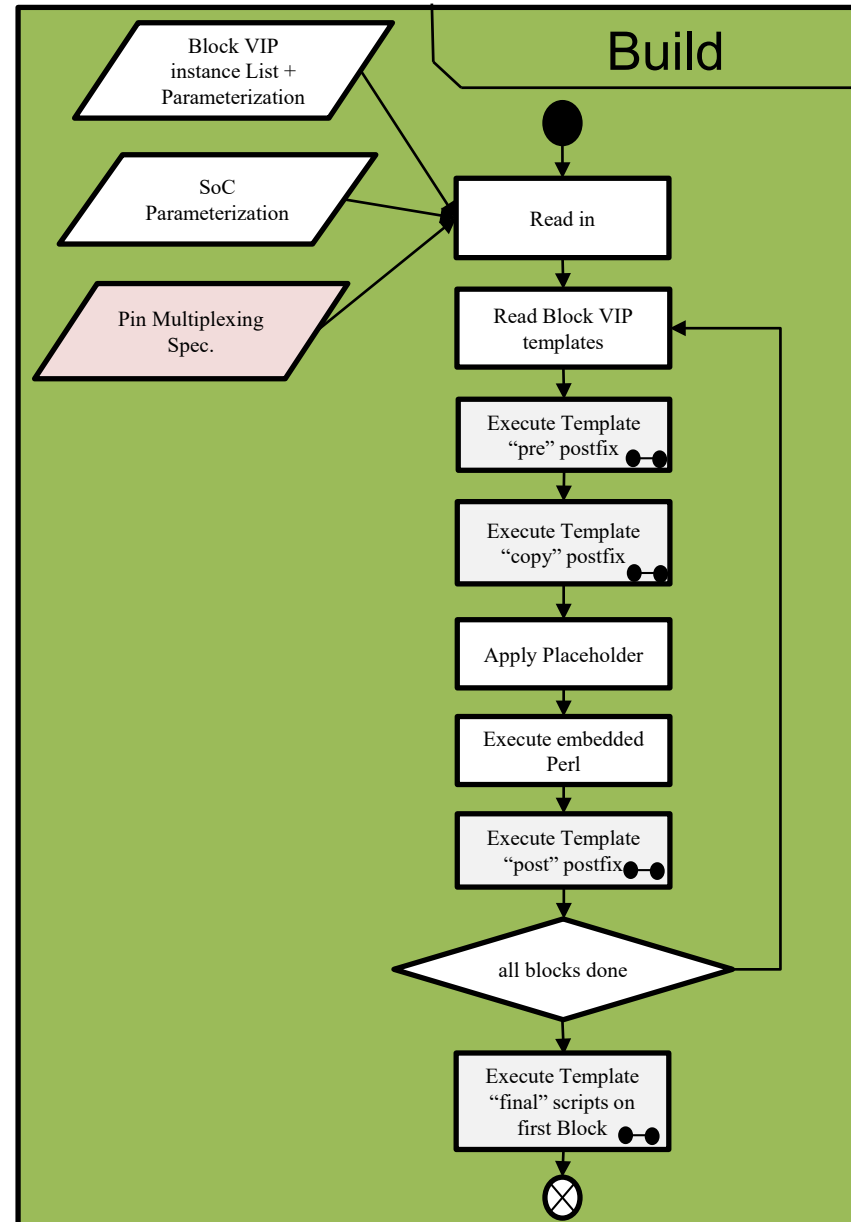 Build
Block VIP
instance List +
Parameterization
SoC
Parameterization
Pin Multiplexing
Spec.
Read in
Read Block VIP
templates
Execute Template
“pre” postfix
Execute Template
“copy” postfix
Apply Placeholder
Execute embedded
Perl
Execute Template
“post” postfix
all blocks done
Execute Template
“final” scripts on
first Block